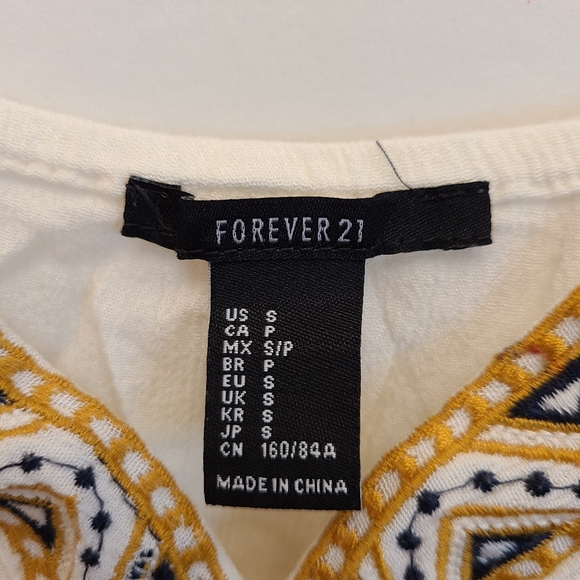 FOREVER 21
US S
CA P
MX S/P
BR P
EU S
UK S
KR S
JP S
CN 160/84A
MADE IN CHINA